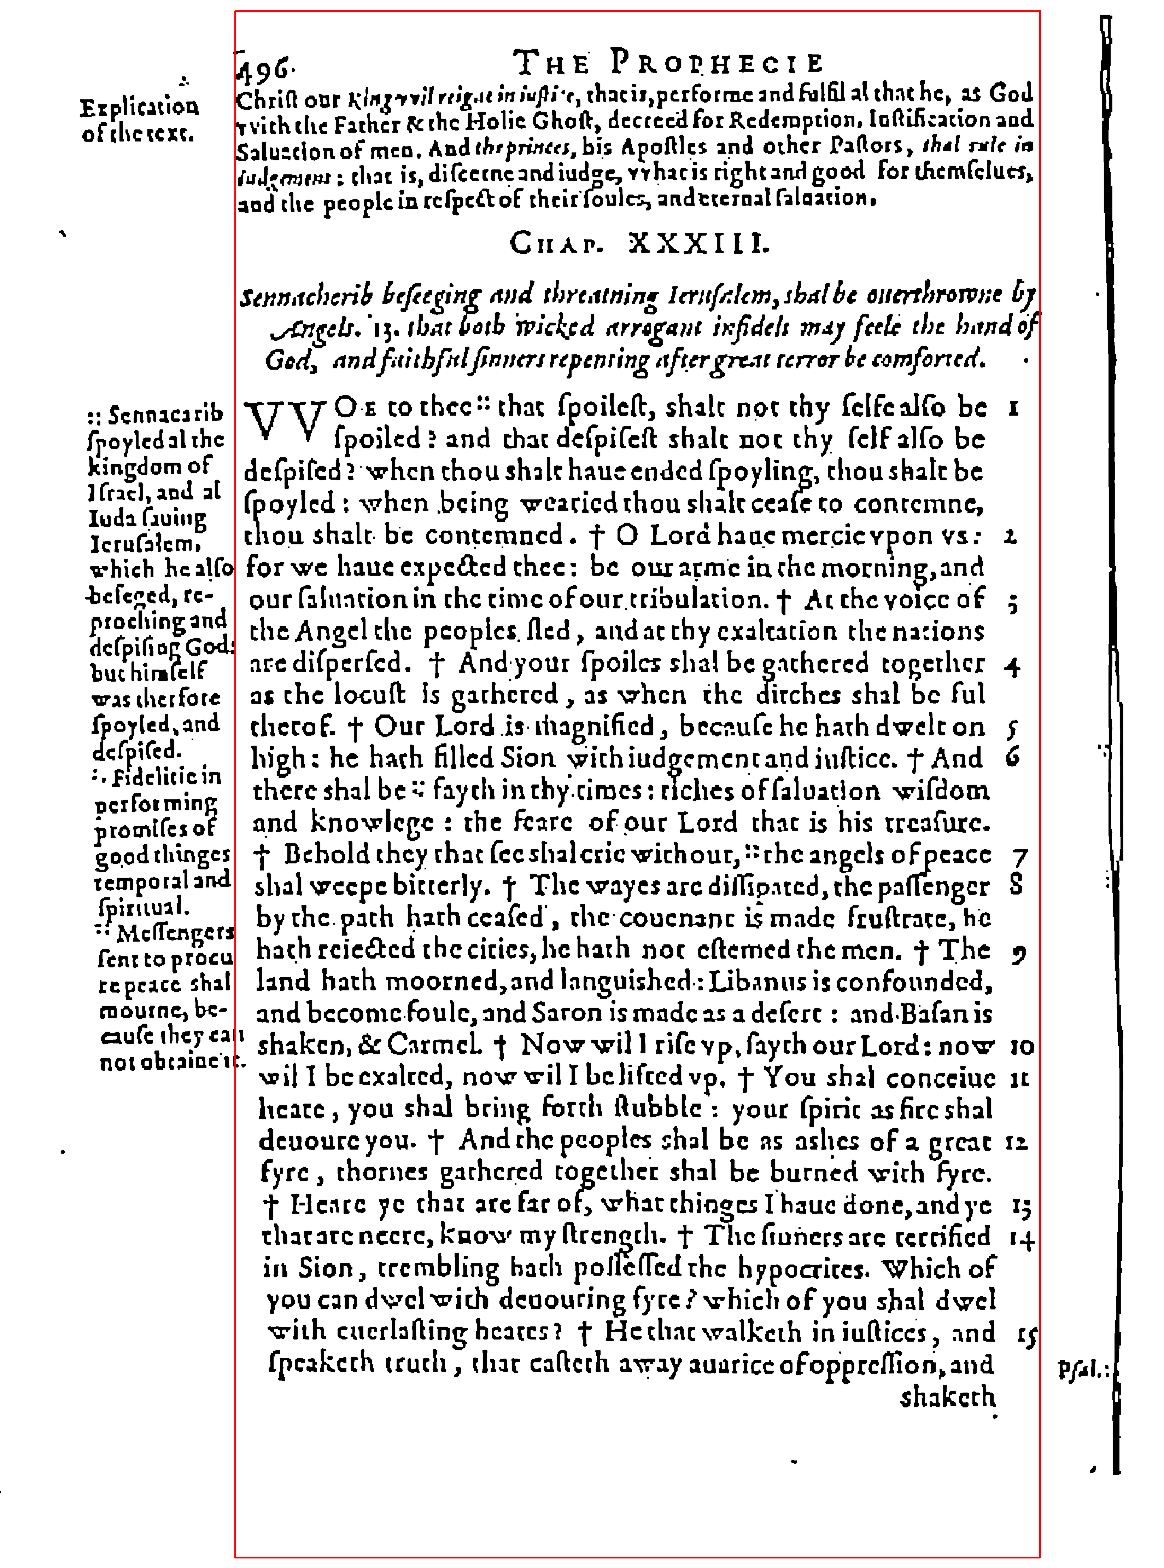 496.
THE PROPHECIE
Explication
of the text.
Christ our king vvil reigne in iustice, that is, performe and fulfil al that he, as God
vvith the Father & the Holie Ghost, decreed for Redemption. Iustification and
Saluation of men. And the princes, his Apostles and other Pastors, shal rule in
iudgement: that is, discerne and iudge, vvhat is right and good for themselues,
and the people in respect of their soules, and eternal saluation.
CHAP. XXXIII.
Sennacherib beseeging and threatning Ierusalem, shal be ouerthrowne by
Angels. 13. that both wicked arrogant infidels may feele the hand of
God, and faithful sinners repenting after great terror be comforted.
VVOE to thee :: that spoilest, shalt not thy selfe also be 1
spoiled? and that despisest shalt not thy self also be
despised? when thou shalt haue ended spoyling, thou shalt be
spoyled: when being wearied thou shalt cease to contemne,
thou shalt be contemned. † O Lord haue mercie vpon vs: 2
for we haue expected thee: be our arme in the morning, and
our saluation in the time of our tribulation. † At the voice of 3
the Angel the peoples fled, and at thy exaltation the nations
are dispersed. † And your spoiles shal be gathered together 4
as the locust is gathered, as when the ditches shal be ful
therof. † Our Lord is magnified, because he hath dwelt on 5
high: he hath filled Sion with iudgement and iustice. † And 6
there shal be :: fayth in thy times: riches of saluation wisdom
and knowlege: the feare of our Lord that is his treasure.
† Behold they that see shal crie without, :: the angels of peace 7
shal weepe bitterly. † The wayes are dissipated, the passenger 8
by the path hath ceased, the couenant is made frustrate, he
hath reiected the cities, he hath not estemed the men. † The 9
land hath moorned, and languished: Libanus is confounded,
and become foule, and Saron is made as a desert: and Basan is
shaken, & Carmel. † Now wil I rise vp, sayth our Lord: now 10
wil I be exalted, now wil I be lifted vp. † You shal conceiue 11
heate, you shal bring forth stubble: your spirit as fire shal
deuoure you. † And the peoples shal be as ashes of a great 12
fyre, thornes gathered together shal be burned with fyre.
† Heare ye that are far of, what thinges I haue done, and ye 13
that are neere, know my strength. † The sinners are terrified 14
in Sion, trembling hath possessed the hypocrites. Which of
you can dwel with deuouring fyre? which of you shal dwel
with euerlasting heates? † He that walketh in iustices, and 15
speaketh truth, that casteth away auarice of oppression, and
shaketh
:: Sennacarib
spoyled al the
kingdom of
Israel, and al
Iuda sauing
Ierusalem,
which he also
beseged, re-
proching and
despising God:
but himself
was therfore
spoyled, and
despised.
:: Fidelitie in
performing
promises of
good thinges
temporal and
spiritual.
:: Messengers
sent to procu
re peace shal
mourne, be-
cause they can
not obtaine it.
Psal.: